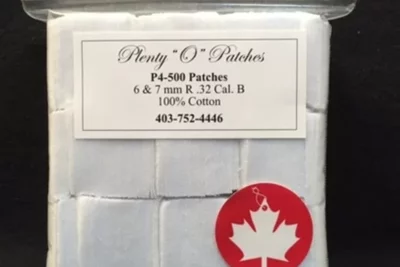 Plenty "O" Patches
P4-500 Patches
6 & 7 mm R .32 Cal. B
100% Cotton
403-752-4446